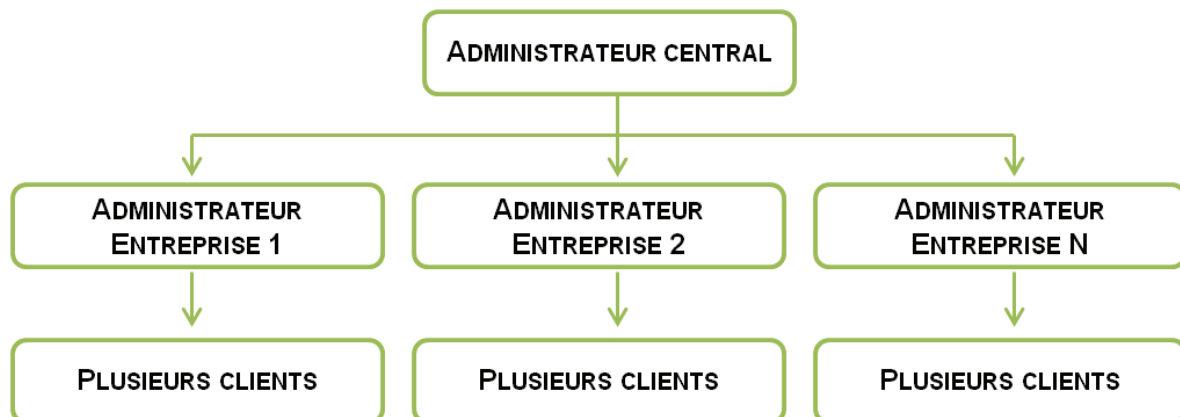 ADMINISTRATEUR CENTRAL
ADMINISTRATEUR
ENTREPRISE 1
ADMINISTRATEUR
ENTREPRISE 2
ADMINISTRATEUR
ENTREPRISE N
PLUSIEURS CLIENTS
PLUSIEURS CLIENTS
PLUSIEURS CLIENTS